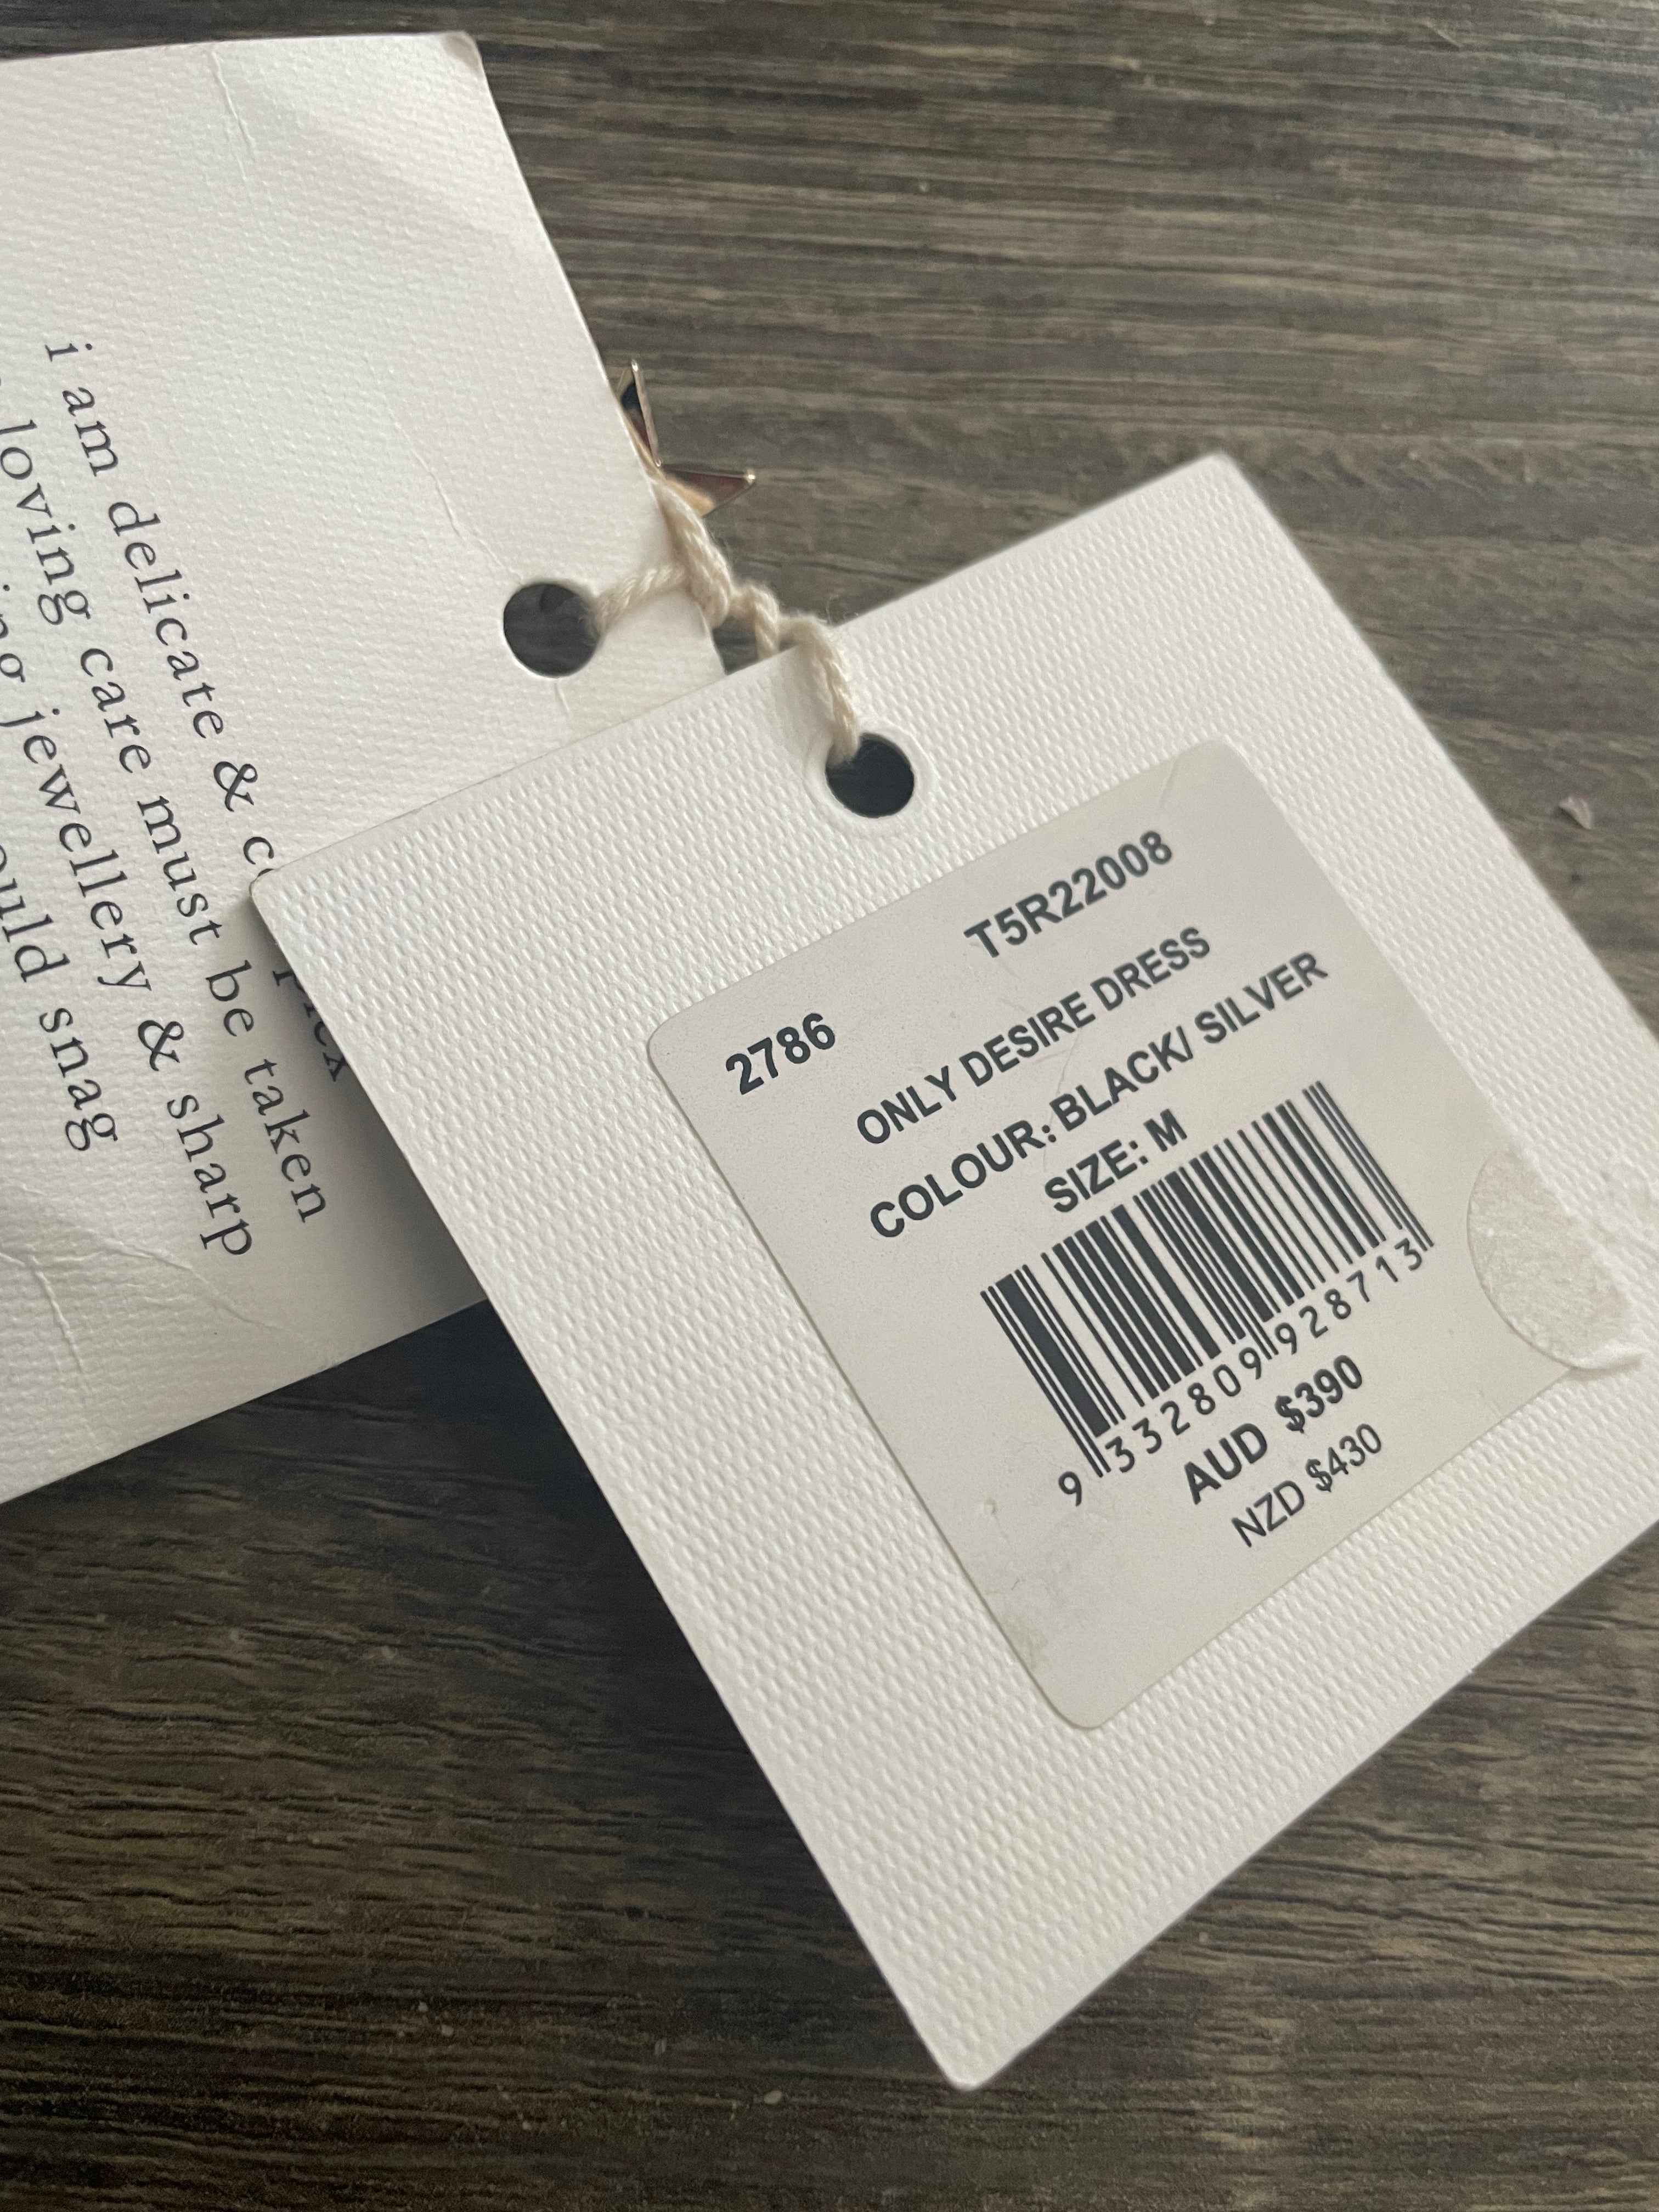 i am delicate & co
loving care must be taken
jewellery & sharp
snag
T5R22008
2786
ONLY DESIRE DRESS
COLOUR: BLACK/ SILVER
SIZE: M
9 332809 928713
AUD $390
NZD $430